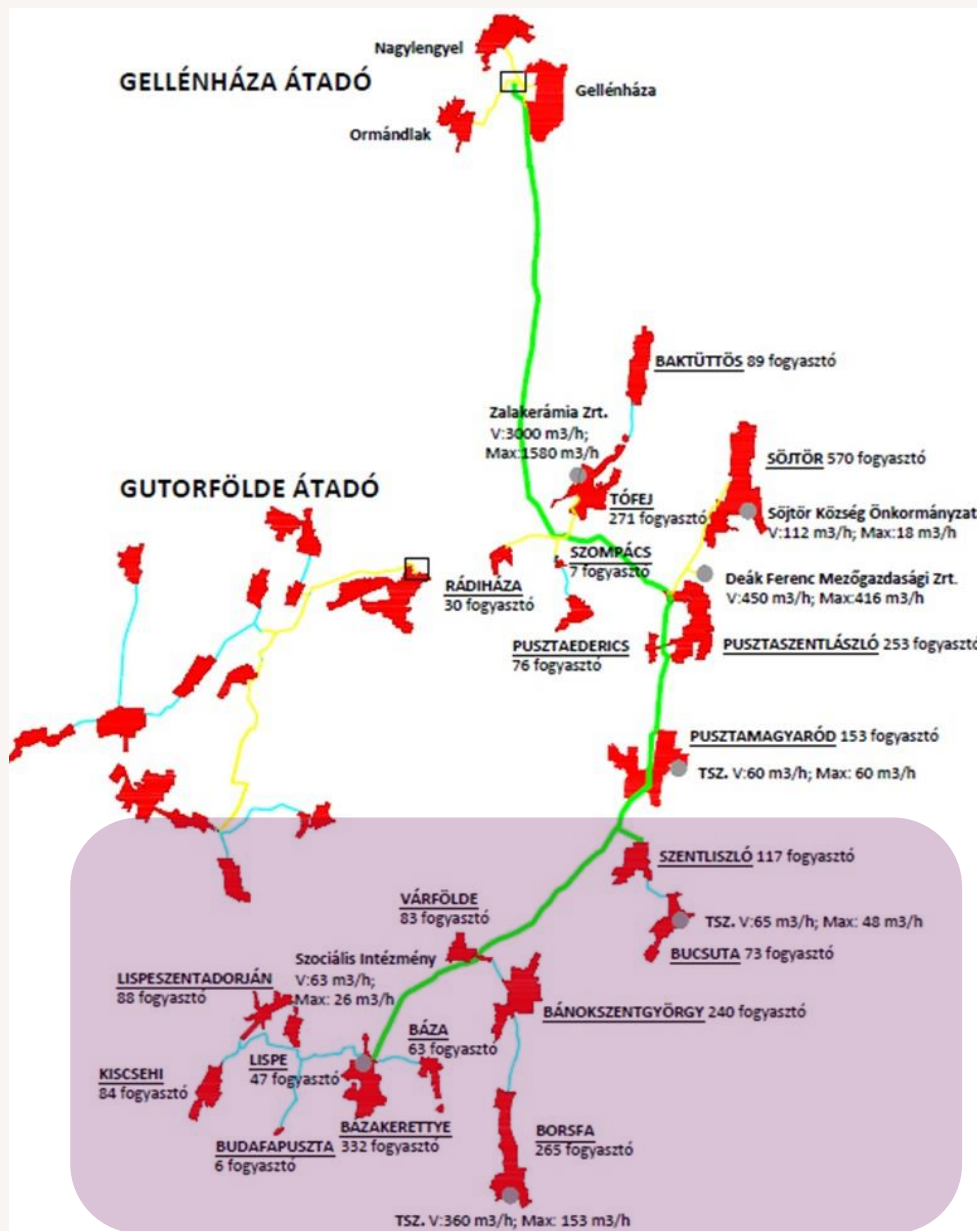 Nagylengyel
GELLÉNHÁZA ÁTADÓ
Gellénháza
Ormándlak
BAKTÜTTÖS 89 fogyasztó
Zalakerámia Zrt.
V:3000 m3/h;
Max:1580 m3/h
SÖJTÖR 570 fogyasztó
GUTORFÖLDE ÁTADÓ
TÓFEJ
271 fogyasztó
Söjtör Község Önkormányzat
V:112 m3/h; Max:18 m3/h
SZOMPÁCS
7 fogyasztó
Deák Ferenc Mezőgazdasági Zrt.
V:450 m3/h; Max:416 m3/h
RÁDIHÁZA
30 fogyasztó
PUSZTAEDERICS
76 fogyasztó
PUSZTASZENTLÁSZLÓ 253 fogyasztó
PUSZTAMAGYARÓD 153 fogyasztó
TSZ. V:60 m3/h; Max: 60 m3/h
SZENTLISZLÓ 117 fogyasztó
VÁRFÖLDE
83 fogyasztó
TSZ. V:65 m3/h; Max: 48 m3/h
BUCSUTA 73 fogyasztó
Szociális Intézmény
V:63 m3/h;
Max: 26 m3/h
LISPESZENTADORJÁN
88 fogyasztó
BÁNOKSZENTGYÖRGY 240 fogyasztó
BÁZA
63 fogyasztó
LISPE
47 fogyasztó
KISCSEHI
84 fogyasztó
BÁZAKERETTYE
332 fogyasztó
BORSFA
265 fogyasztó
BUDAFAPUSZTA
6 fogyasztó
TSZ. V:360 m3/h; Max: 153 m3/h